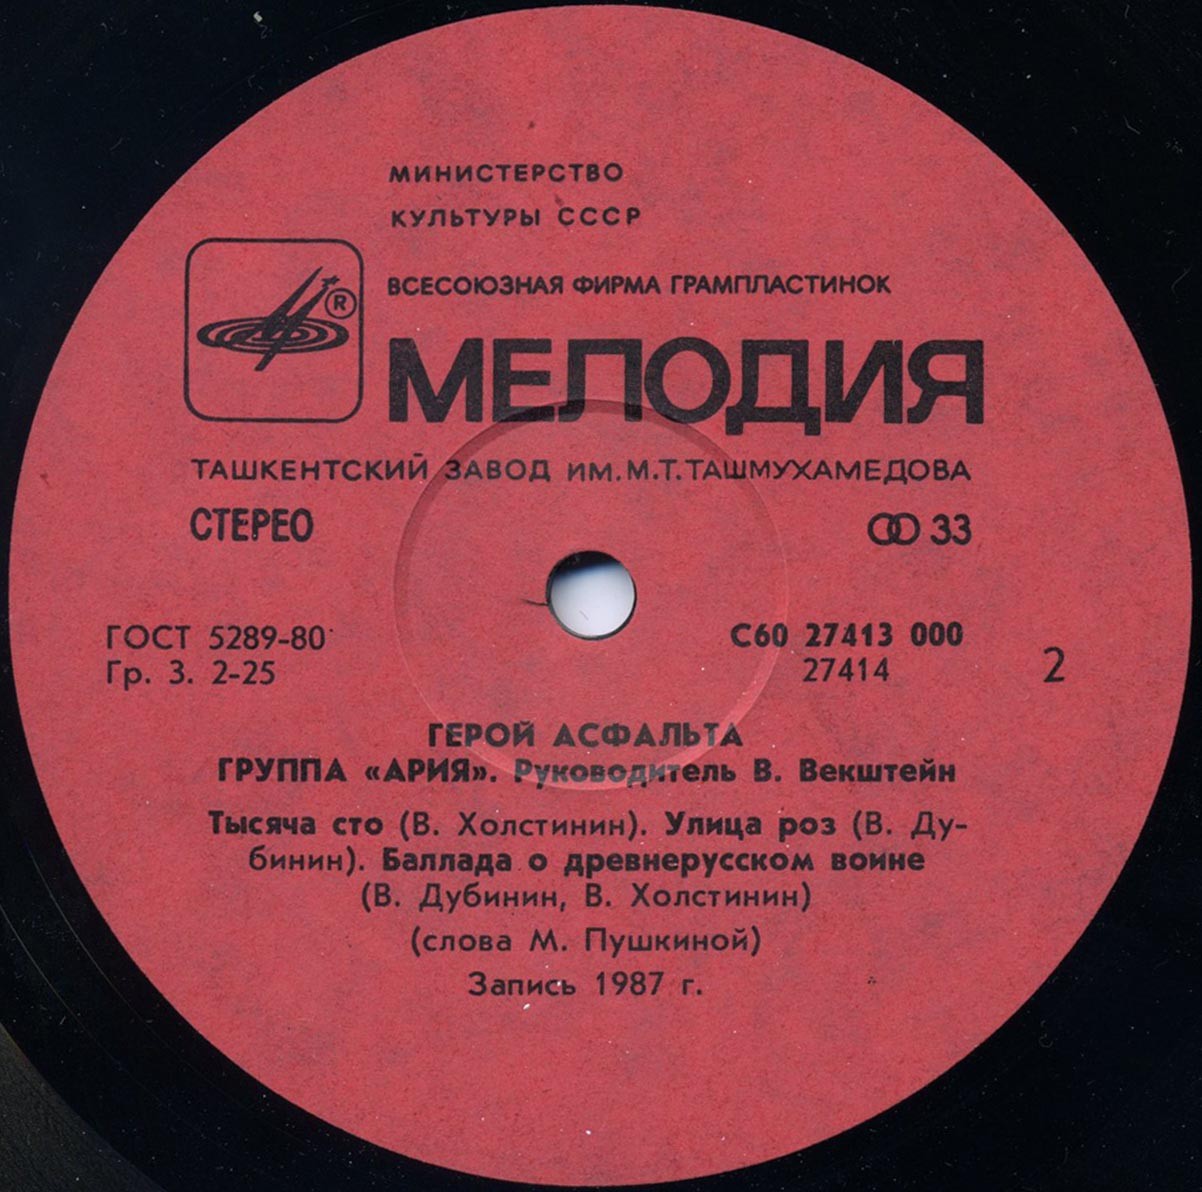 МИНИСТЕРСТВО
КУЛЬТУРЫ СССР
ВСЕСОЮЗНАЯ ФИРМА ГРАМПЛАСТИНОК
®
МЕЛОДИЯ
ТАШКЕНТСКИЙ ЗАВОД ИМ. М.Т.ТАШМУХАМЕДОВА
СТЕРЕО 33
ГОСТ 5289-80 С60 27413 000
Гр. 3. 2-25 27414 2
ГЕРОЙ АСФАЛЬТА
ГРУППА «АРИЯ». Руководитель В. Векштейн
Тысяча сто (В. Холстинин). Улица роз (В. Ду-
бинин). Баллада о древнерусском воине
(В. Дубинин, В. Холстинин)
(слова М. Пушкиной)
Запись 1987 г.